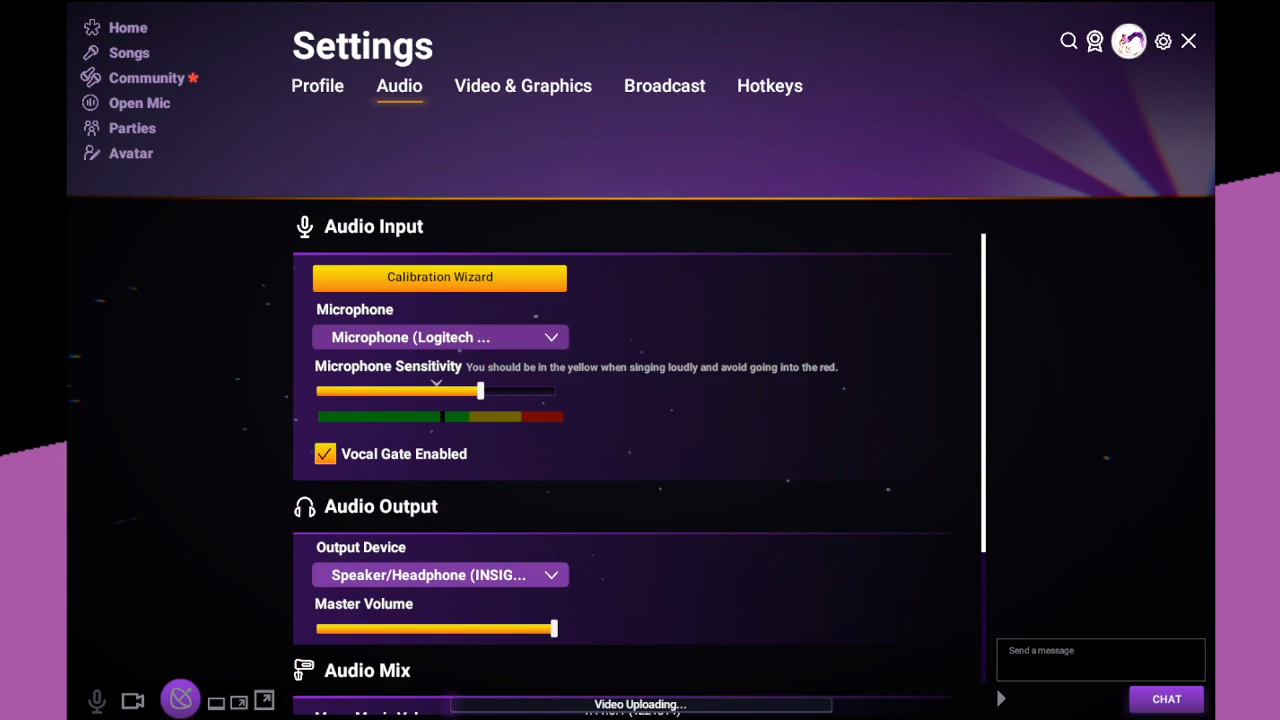 Home
Songs
Community *
Open Mic
Parties
Avatar
Settings
Profile Audio Video & Graphics Broadcast Hotkeys
Audio Input
Calibration Wizard
Microphone
Microphone (Logitech ...
Microphone Sensitivity You should be in the yellow when singing loudly and avoid going into the red.
Vocal Gate Enabled
Audio Output
Output Device
Speaker/Headphone (INSIG...
Master Volume
Audio Mix
Video Uploading...
Send a message
CHAT